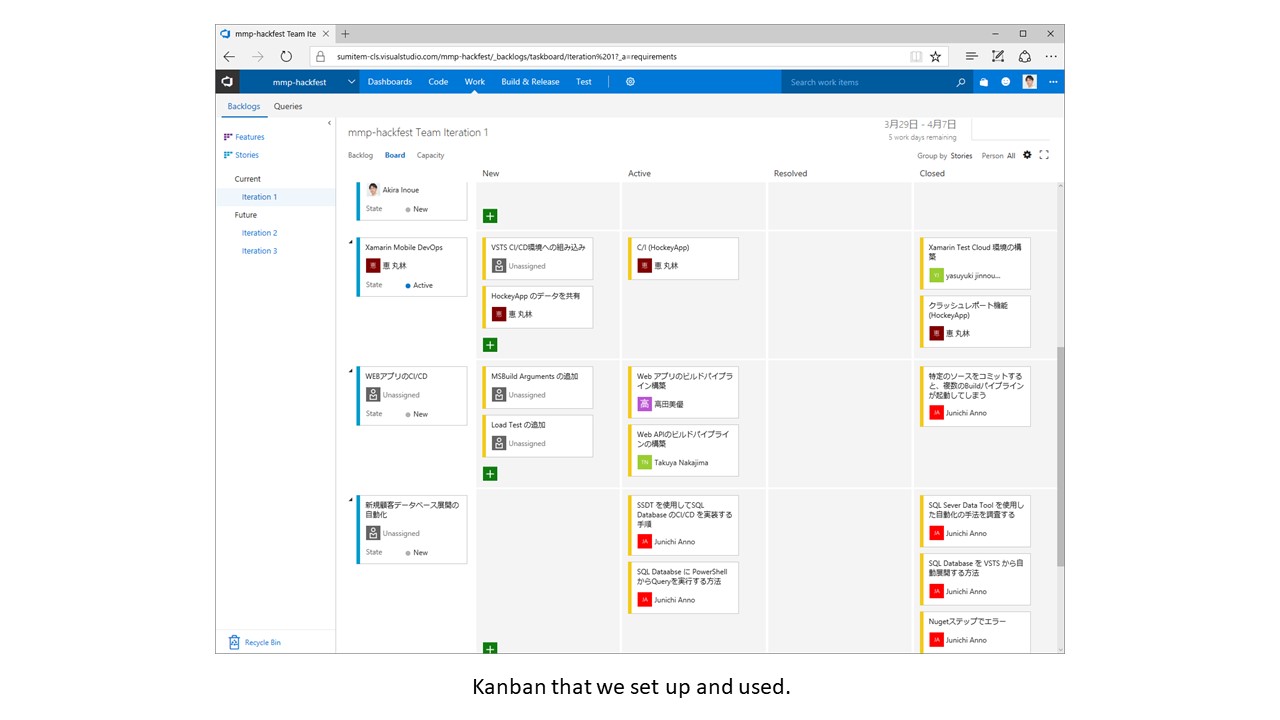 mmp-hackfest Team Ite
sumitem-cls.visualstudio.com/mmp-hackfest/_backlogs/taskboard/Iteration%201?_a=requirements
mmp-hackfest
Dashboards Code Work Build & Release Test
Search work items
Backlogs Queries
Features
Stories
Current
Iteration 1
Future
Iteration 2
Iteration 3
Recycle Bin
mmp-hackfest Team Iteration 1
3月29日 - 4月7日
5 work days remaining
Backlog Board Capacity
Group by Stories Person All
New Active Resolved Closed
Akira Inoue
State New
Xamarin Mobile DevOps
恵 丸林
State Active
VSTS CI/CD環境への組み込み
Unassigned
HockeyApp のデータを共有
恵 丸林
C/I (HockeyApp)
恵 丸林
Xamarin Test Cloud 環境の構
築
yasuyuki jinnou...
クラッシュレポート機能
(HockeyApp)
恵 丸林
WEBアプリのCI/CD
Unassigned
State New
MSBuild Arguments の追加
Unassigned
Load Test の追加
Unassigned
Web アプリのビルドパイプラ
イン構築
高 高田美優
Web APIのビルドパイプライ
ンの構築
Takuya Nakajima
特定のソースをコミットする
と、複数のBuildパイプライン
が起動してしまう
JA Junichi Anno
新規顧客データベース展開の
自動化
Unassigned
State New
SSDT を使用してSQL
Database のCI/CD を実装する
手順
JA Junichi Anno
SQL Dataabse に PowerShell
からQueryを実行する方法
JA Junichi Anno
SQL Sever Data Tool を使用し
た自動化の手法を調査する
JA Junichi Anno
SQL Database を VSTS から自
動展開する方法
JA Junichi Anno
Nugetステップでエラー
JA Junichi Anno
Kanban that we set up and used.